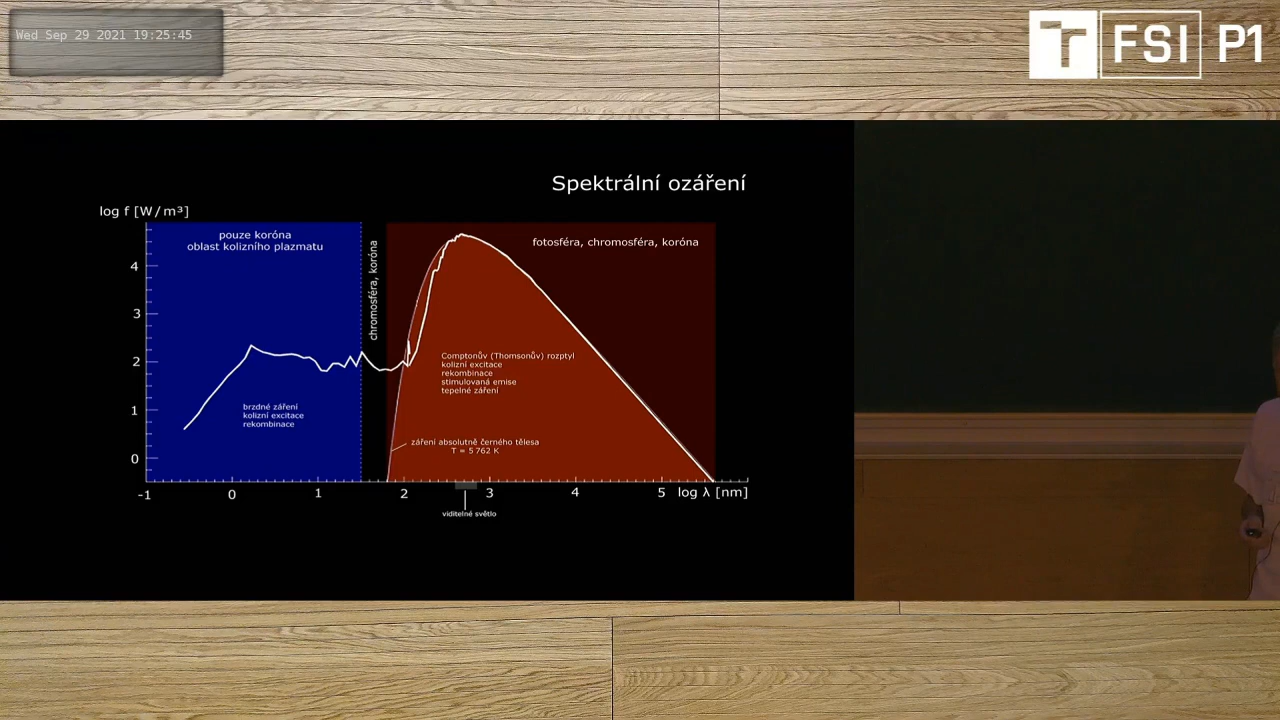 Wed Sep 29 2021 19:25:45
T FSI P1
Spektrální ozáření
log f [W/m³]
pouze koróna
oblast kolizního plazmatu
chromosféra, koróna
fotosféra, chromosféra, koróna
4
3
2
1
0
Comptonův (Thomsonův) rozptyl
kolizní excitace
rekombinace
stimulovaná emise
tepelné záření
brzdné záření
kolizní excitace
rekombinace
záření absolutně černého tělesa
T = 5 762 K
-1 0 1 2 3 4 5 log λ [nm]
viditelné světlo